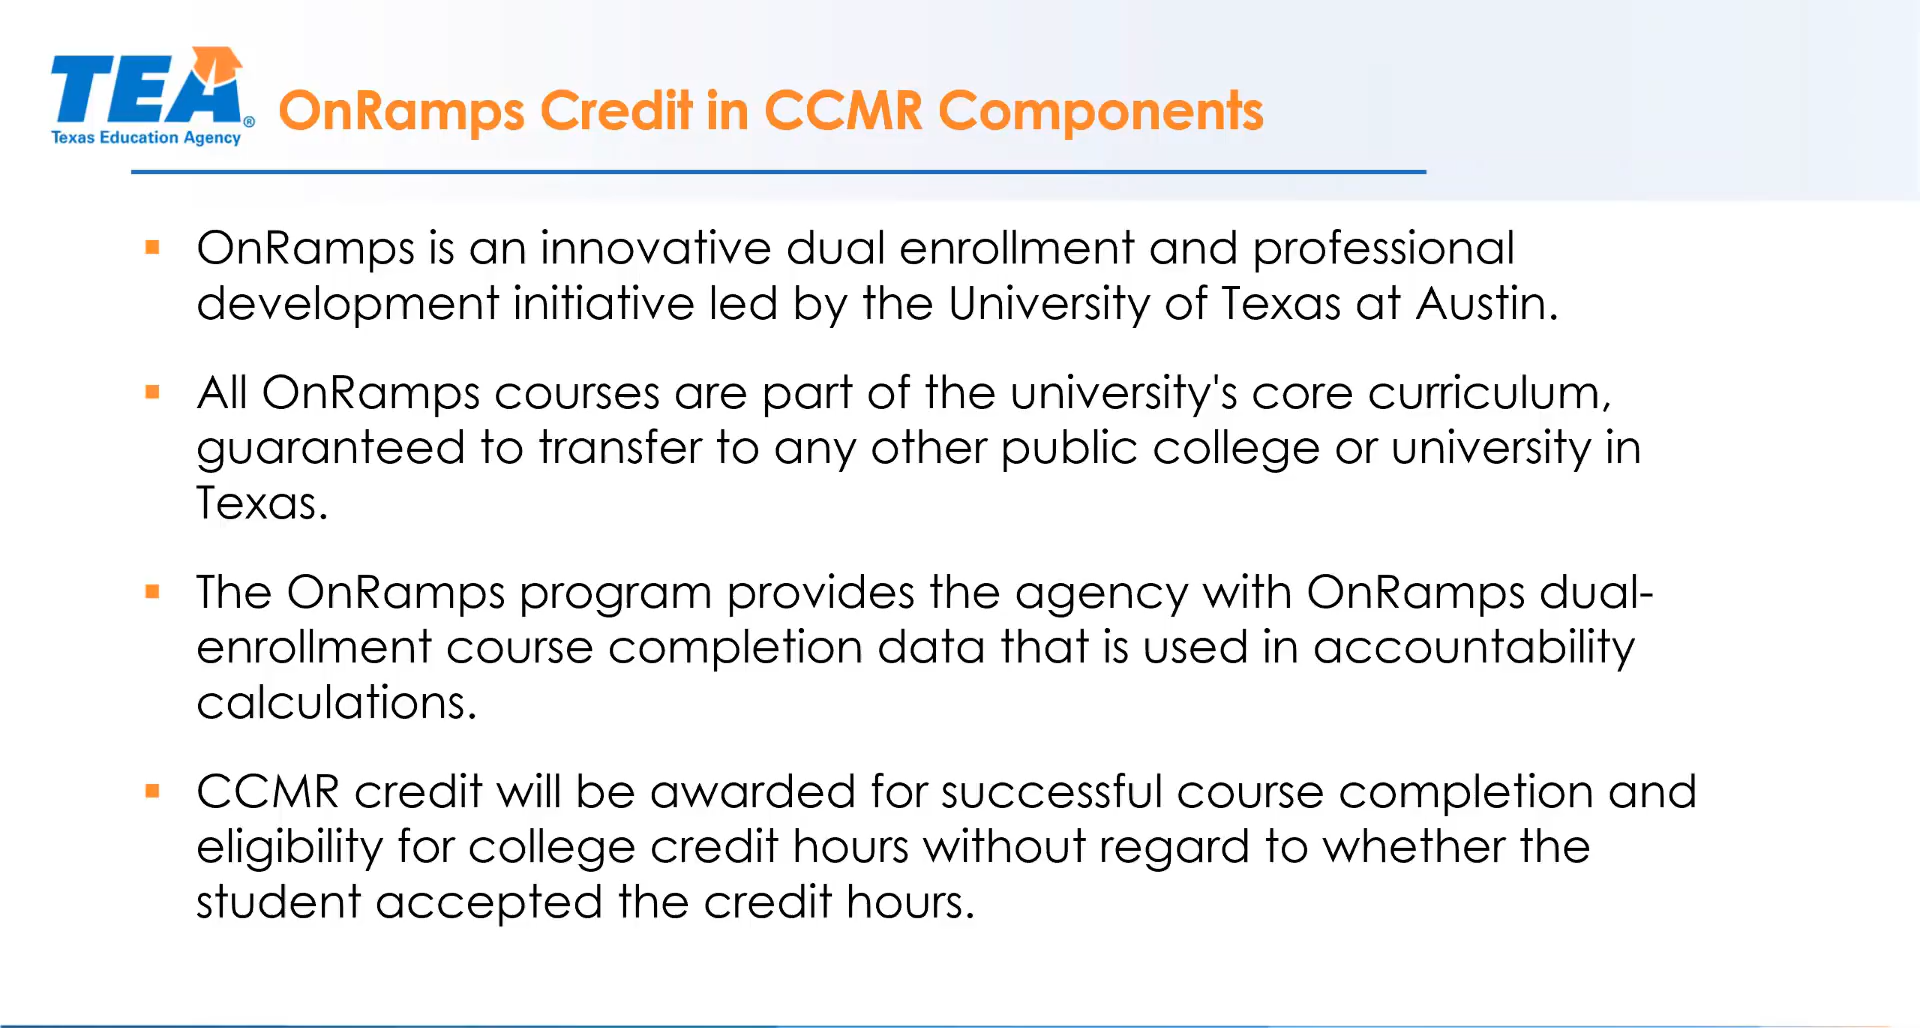 TEA®
Texas Education Agency
OnRamps Credit in CCMR Components
▪ OnRamps is an innovative dual enrollment and professional
development initiative led by the University of Texas at Austin.
▪ All OnRamps courses are part of the university's core curriculum,
guaranteed to transfer to any other public college or university in
Texas.
▪ The OnRamps program provides the agency with OnRamps dual-
enrollment course completion data that is used in accountability
calculations.
▪ CCMR credit will be awarded for successful course completion and
eligibility for college credit hours without regard to whether the
student accepted the credit hours.